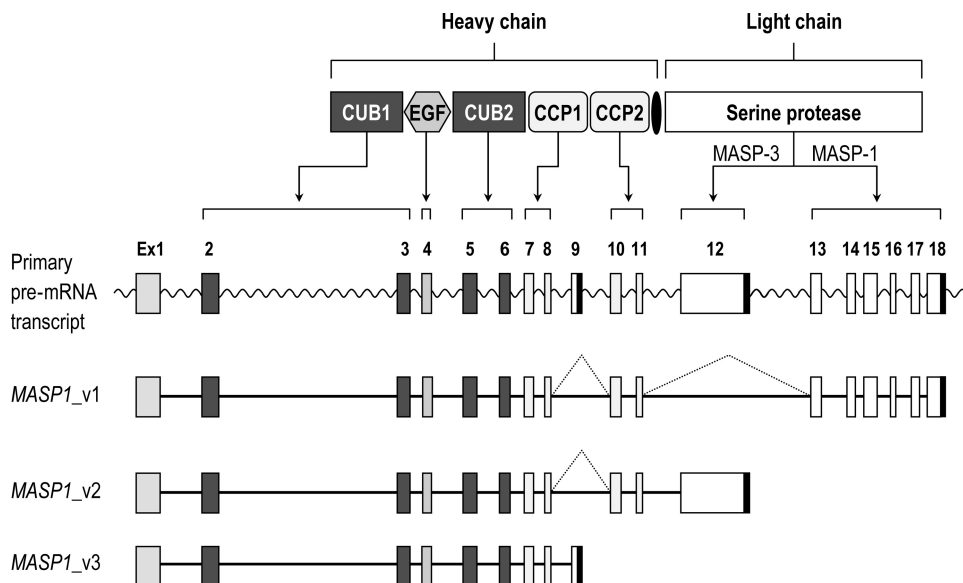 Heavy chain Light chain
CUB1 EGF CUB2 CCP1 CCP2 Serine protease
MASP-3 MASP-1
Ex1 2 3 4 5 6 7 8 9 10 11 12 13 14 15 16 17 18
Primary
pre-mRNA
transcript
MASP1_v1
MASP1_v2
MASP1_v3